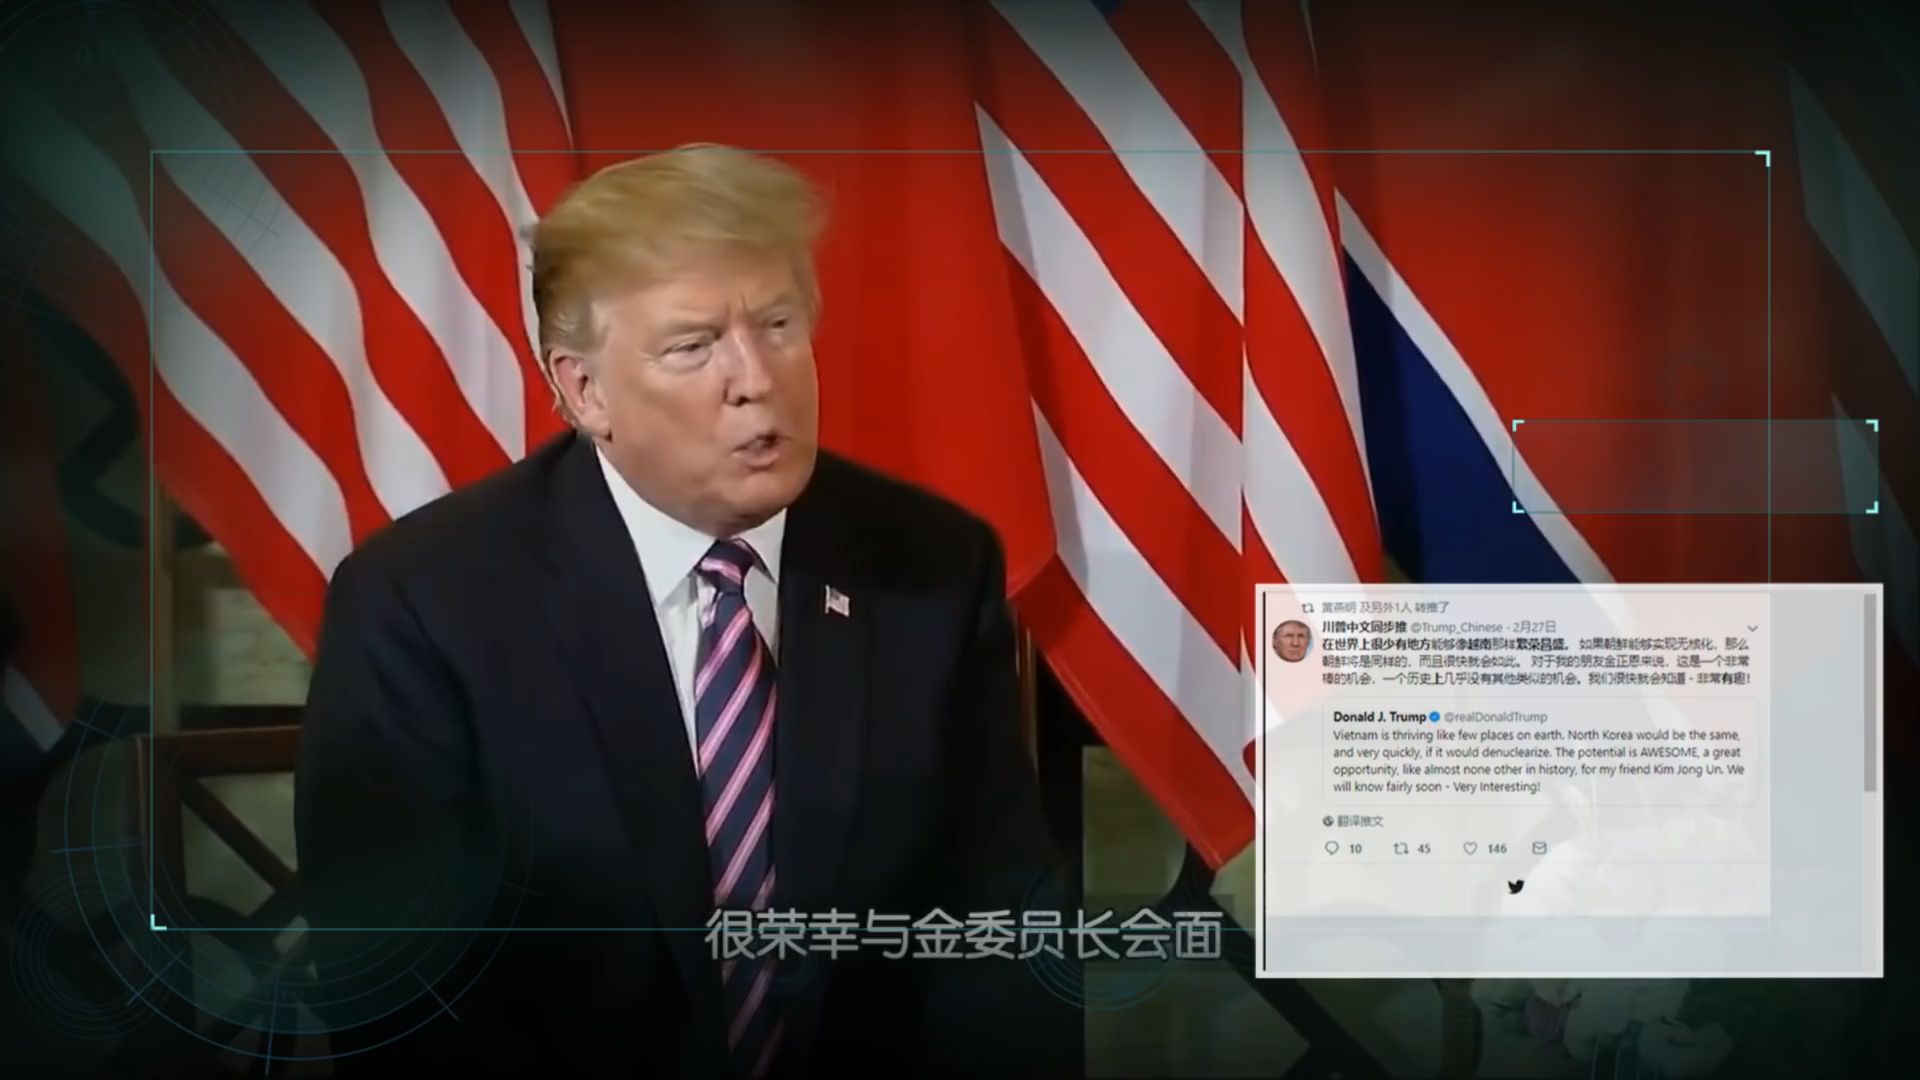 黄燕明 及另外1人 转推了
川普中文同步推 @Trump_Chinese · 2月27日
在世界上很少有地方能够像越南那样繁荣昌盛。 如果朝鲜能够实现无核化，那么
朝鲜将是同样的，而且很快就会如此。 对于我的朋友金正恩来说，这是一个非常
棒的机会，一个历史上几乎没有其他类似的机会。我们很快就会知道 - 非常有趣!
Donald J. Trump @realDonaldTrump
Vietnam is thriving like few places on earth. North Korea would be the same,
and very quickly, if it would denuclearize. The potential is AWESOME, a great
opportunity, like almost none other in history, for my friend Kim Jong Un. We
will know fairly soon - Very Interesting!
翻译推文
10 45 146
很荣幸与金委员长会面